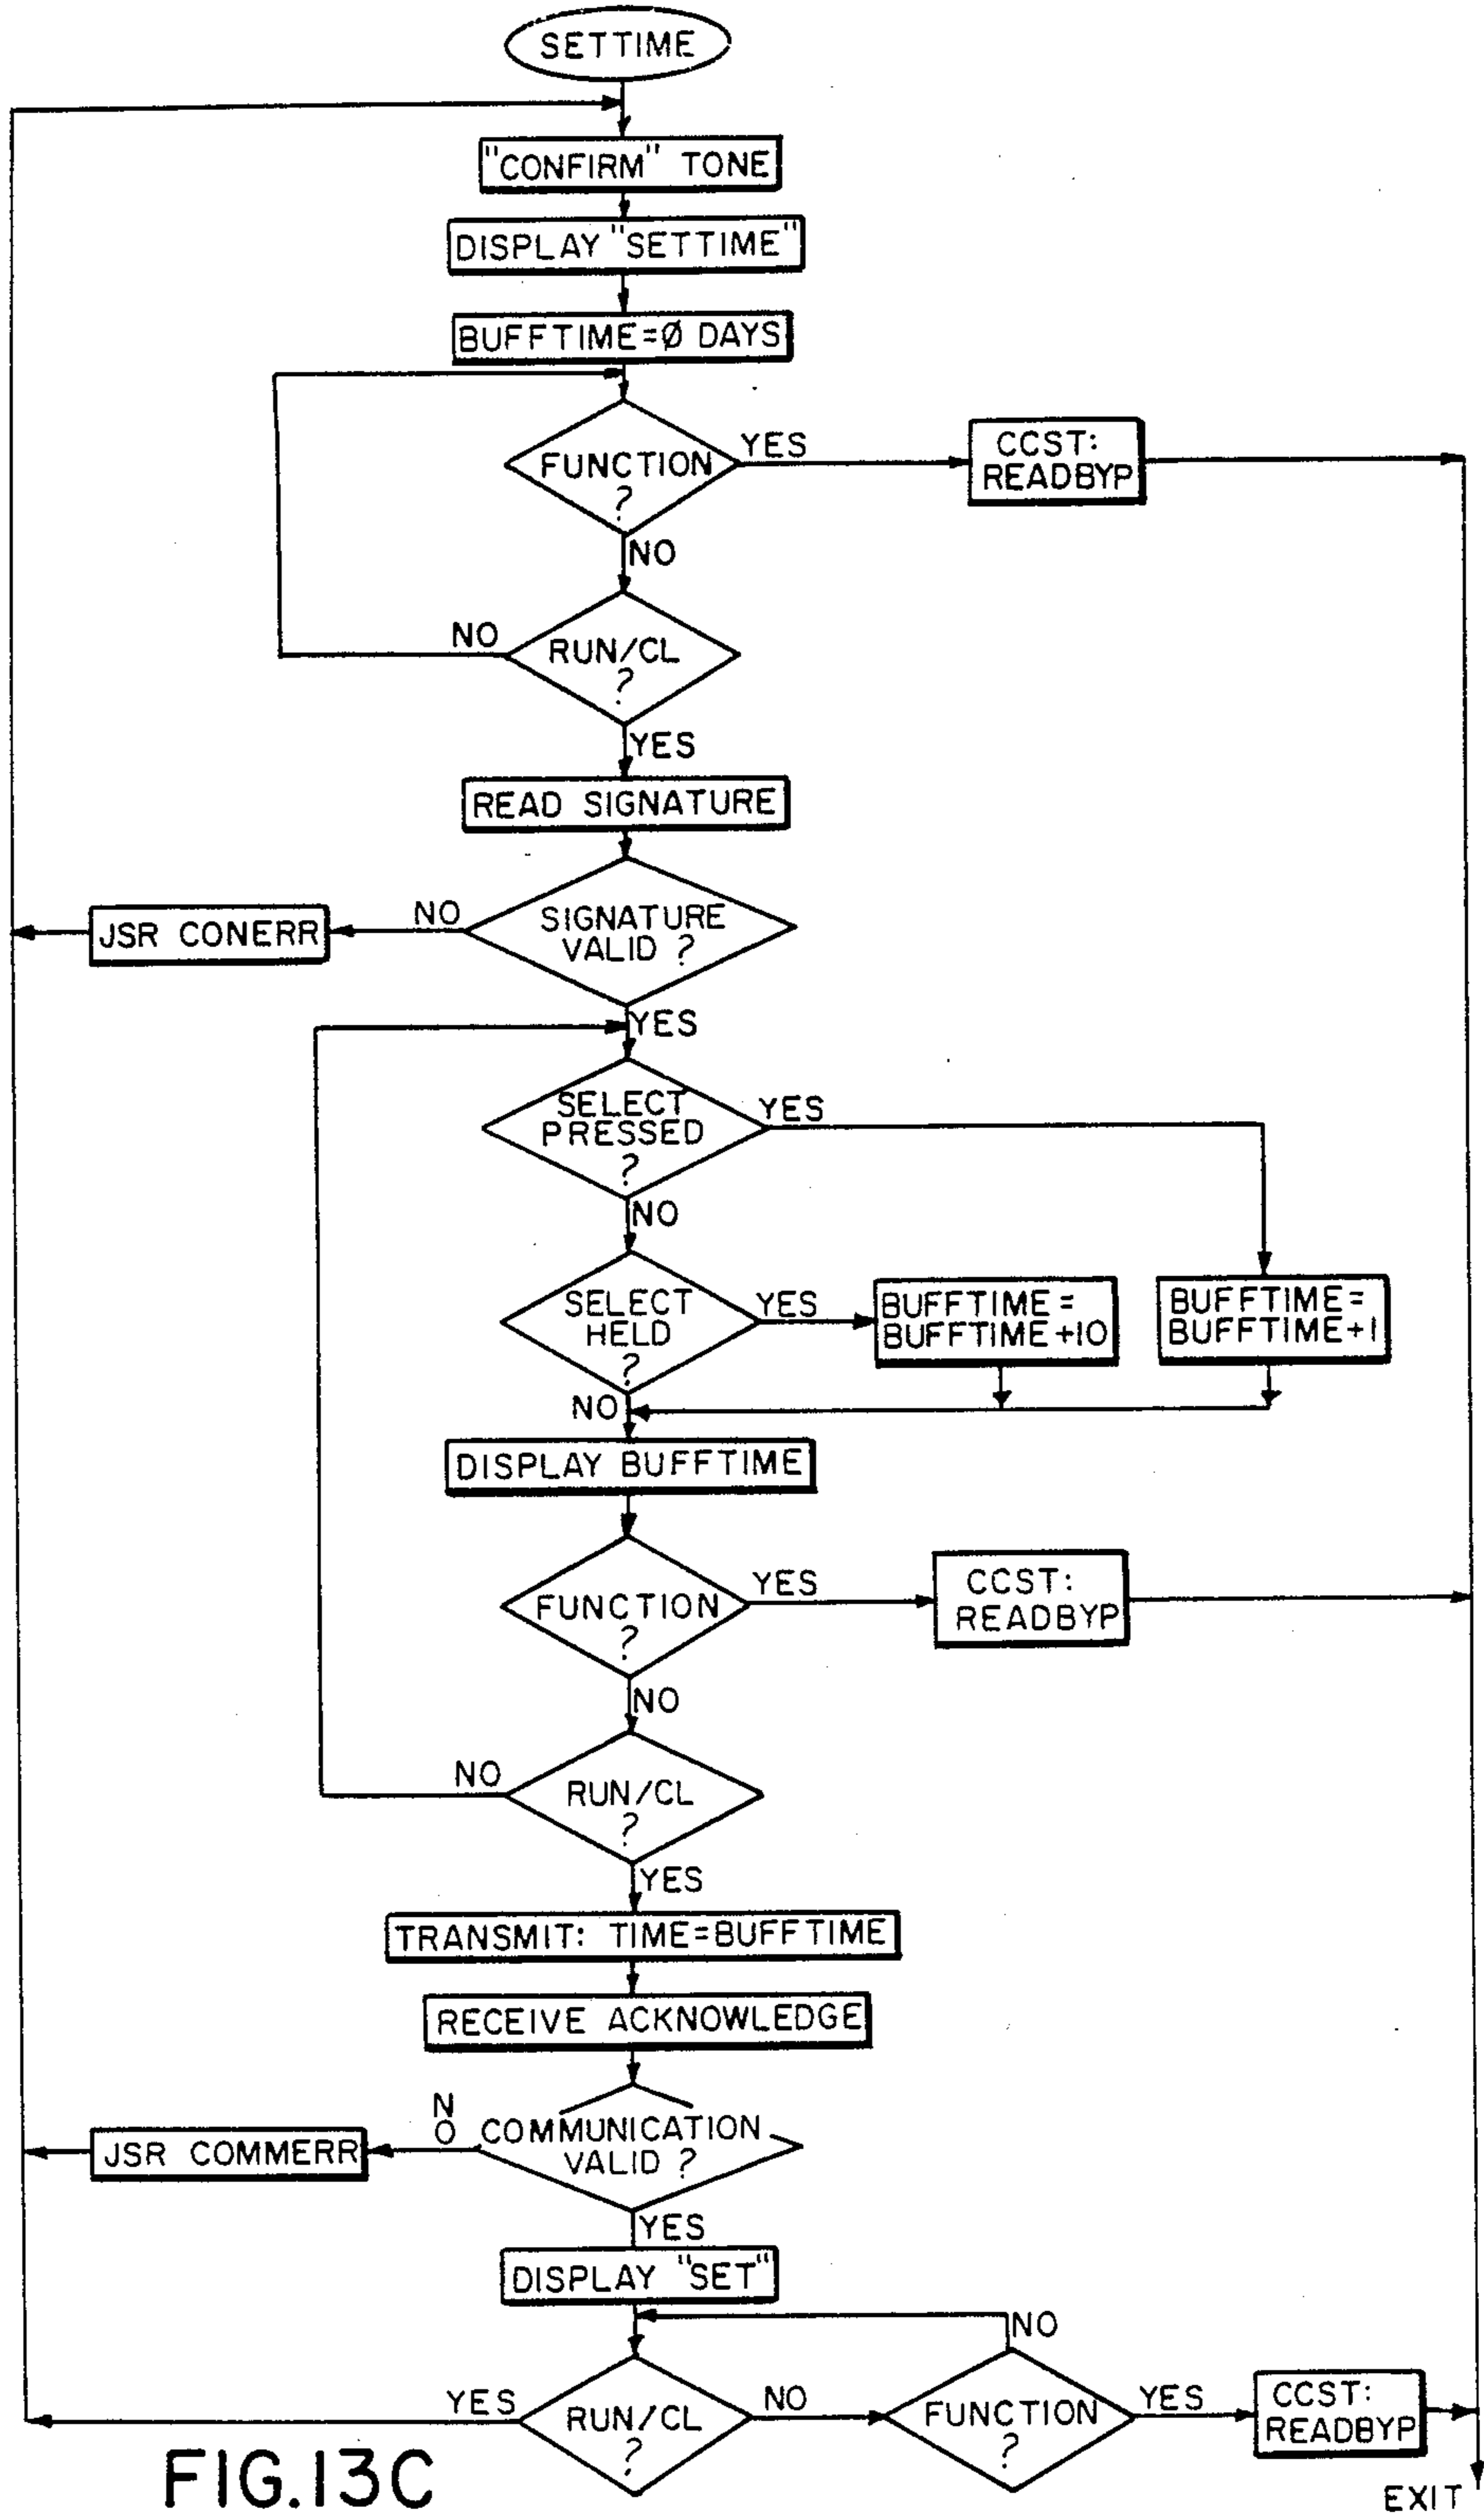 SETTIME
"CONFIRM" TONE
DISPLAY "SETTIME"
BUFFTIME=Ø DAYS
FUNCTION
?
YES
CCST:
READBYP
NO
RUN/CL
?
NO
YES
READ SIGNATURE
SIGNATURE
VALID ?
NO
JSR CONERR
YES
SELECT
PRESSED
?
YES
NO
SELECT
HELD
?
YES
BUFFTIME=
BUFFTIME+10
BUFFTIME=
BUFFTIME+1
NO
DISPLAY BUFFTIME
FUNCTION
?
YES
CCST:
READBYP
NO
RUN/CL
?
NO
YES
TRANSMIT: TIME=BUFFTIME
RECEIVE ACKNOWLEDGE
COMMUNICATION
VALID ?
NO
JSR COMMERR
YES
DISPLAY "SET"
RUN/CL
?
YES
NO
FUNCTION
?
NO
YES
CCST:
READBYP
EXIT
FIG.13C